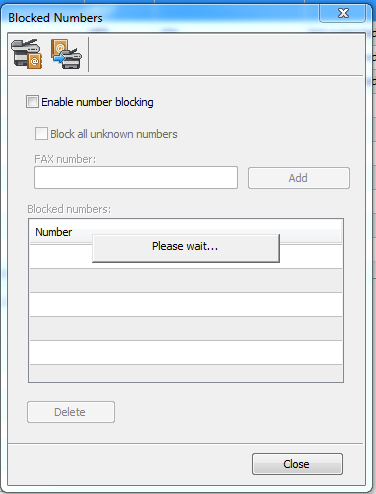 Blocked Numbers
Enable number blocking
Block all unknown numbers
FAX number:
Add
Blocked numbers:
Number
Please wait...
Delete
Close